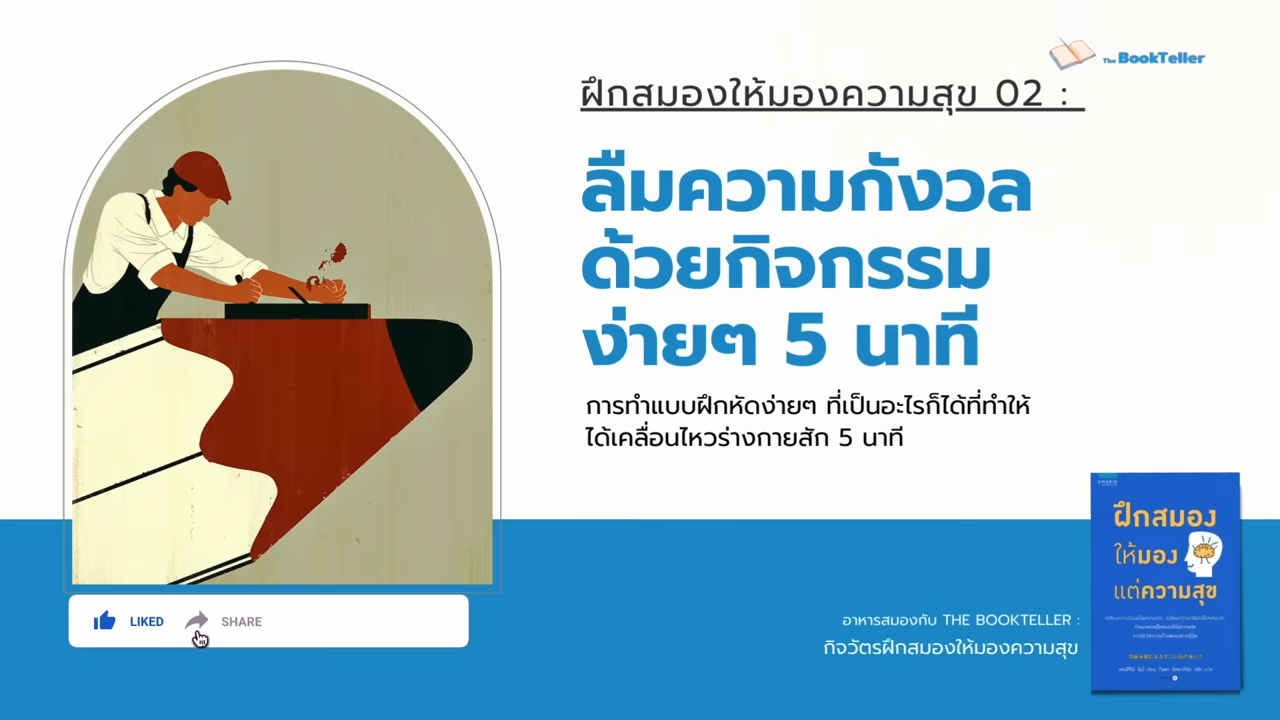 The BookTeller
ฝึกสมองให้มองความสุข 02 :
ลืมความกังวล
ด้วยกิจกรรม
ง่ายๆ 5 นาที
การทำแบบฝึกหัดง่ายๆ ที่เป็นอะไรก็ได้ที่ทำให้
ได้เคลื่อนไหวร่างกายสัก 5 นาที
LIKED
SHARE
อาหารสมองกับ THE BOOKTELLER :
กิจวัตรฝึกสมองให้มองความสุข
ฝึกสมอง
ให้มอง
แต่ความสุข